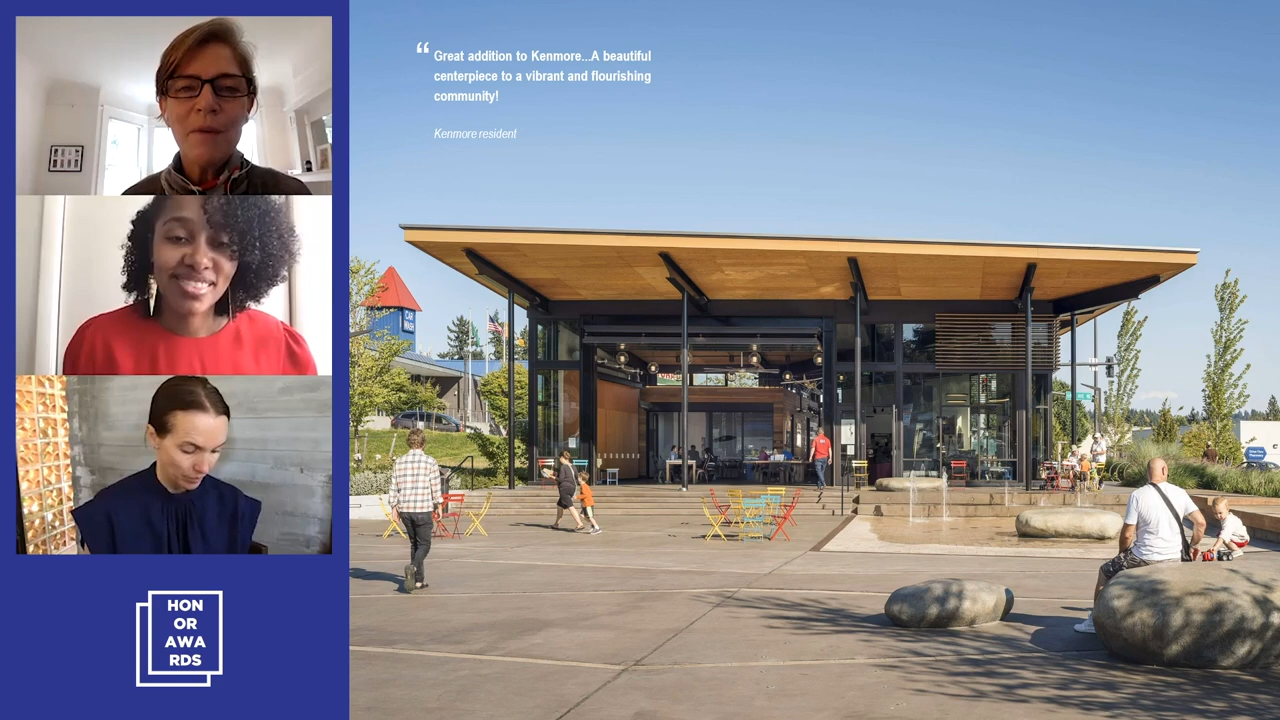 “ Great addition to Kenmore...A beautiful
centerpiece to a vibrant and flourishing
community!
Kenmore resident
CAR
WASH
HON
OR
AWA
RDS